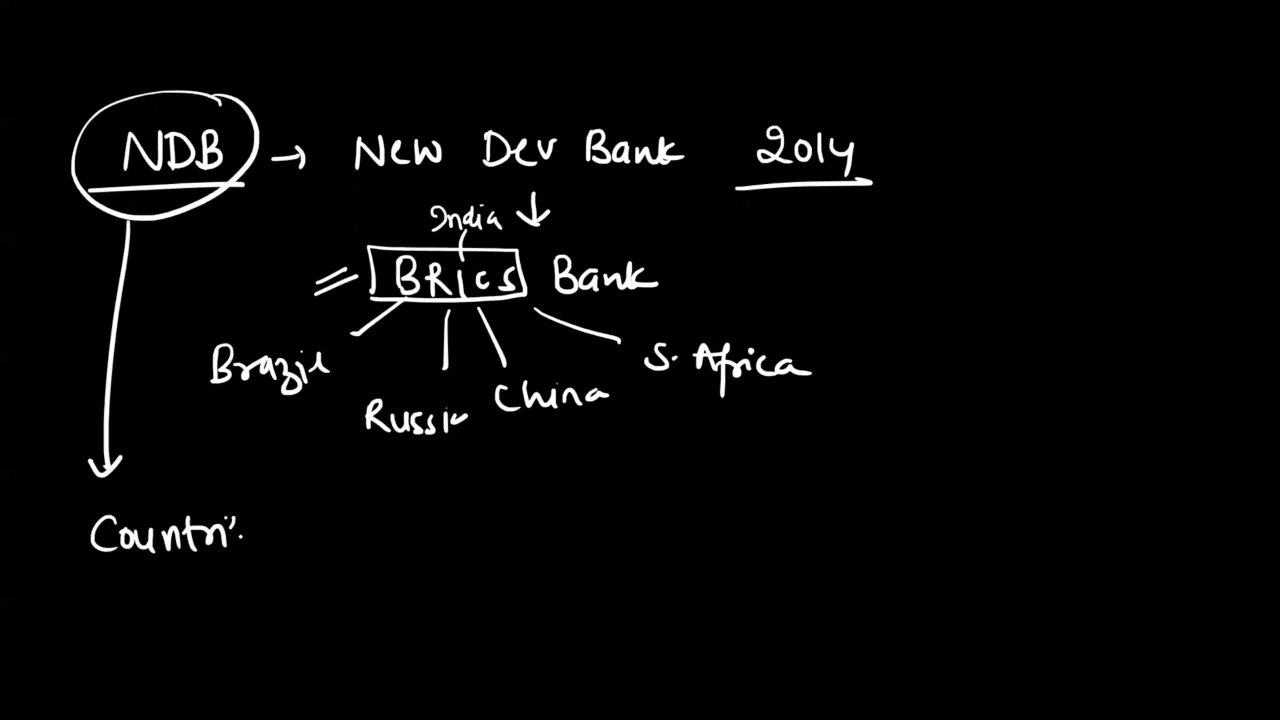 NDB → New Dev Bank 2014
India ↓
BRICS Bank
Brazil
S. Africa
China
Russia
Countri